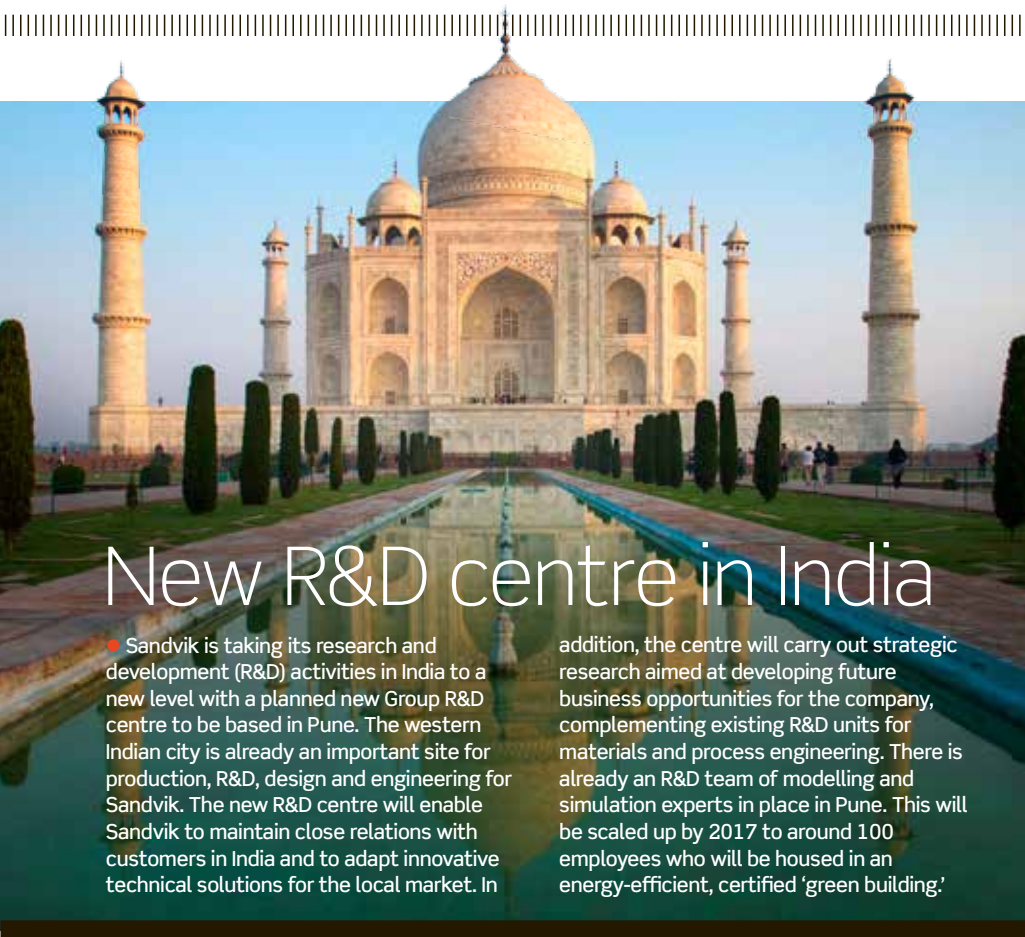 New R&D centre in India
● Sandvik is taking its research and
development (R&D) activities in India to a
new level with a planned new Group R&D
centre to be based in Pune. The western
Indian city is already an important site for
production, R&D, design and engineering for
Sandvik. The new R&D centre will enable
Sandvik to maintain close relations with
customers in India and to adapt innovative
technical solutions for the local market. In
addition, the centre will carry out strategic
research aimed at developing future
business opportunities for the company,
complementing existing R&D units for
materials and process engineering. There is
already an R&D team of modelling and
simulation experts in place in Pune. This will
be scaled up by 2017 to around 100
employees who will be housed in an
energy-efficient, certified ‘green building.’